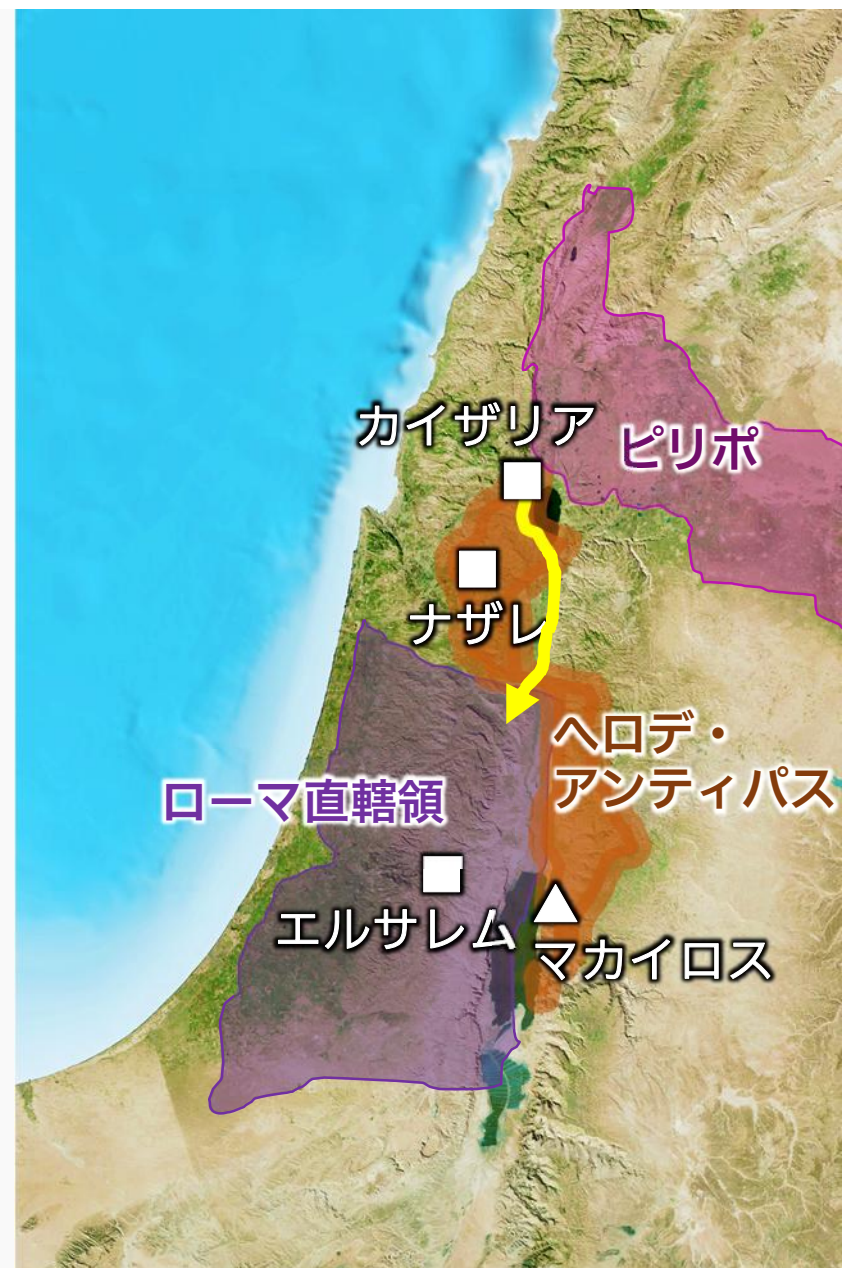 カイザリア
ピリポ
ナザレ
ヘロデ・
アンティパス
ローマ直轄領
エルサレム
マカイロス